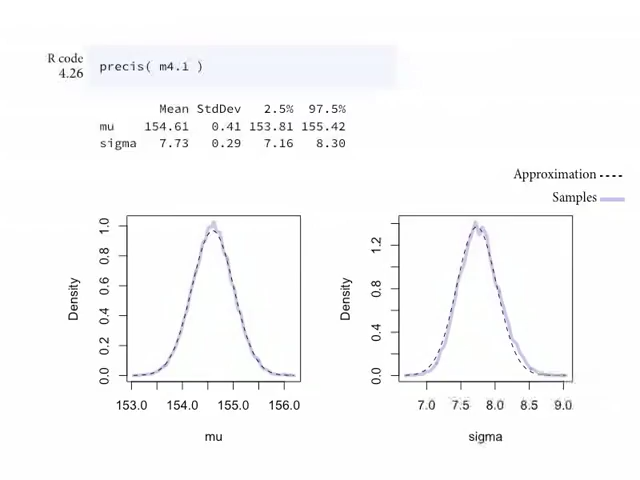 R code
4.26
precis( m4.1 )
Mean StdDev 2.5% 97.5%
mu 154.61 0.41 153.81 155.42
sigma 7.73 0.29 7.16 8.30
Approximation
Samples
Density
0.0 0.2 0.4 0.6 0.8 1.0
153.0 154.0 155.0 156.0
mu
Density
0.0 0.4 0.8 1.2
7.0 7.5 8.0 8.5 9.0
sigma